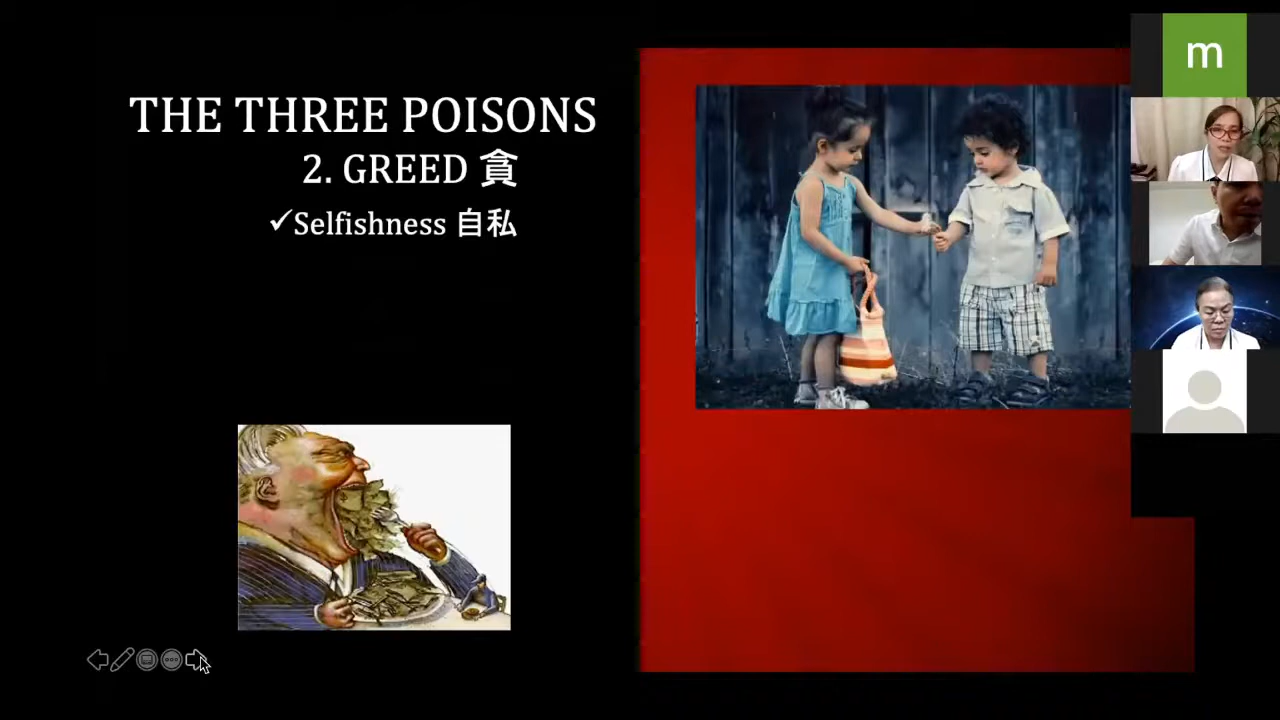 THE THREE POISONS
2. GREED 貪
✓Selfishness 自私
m